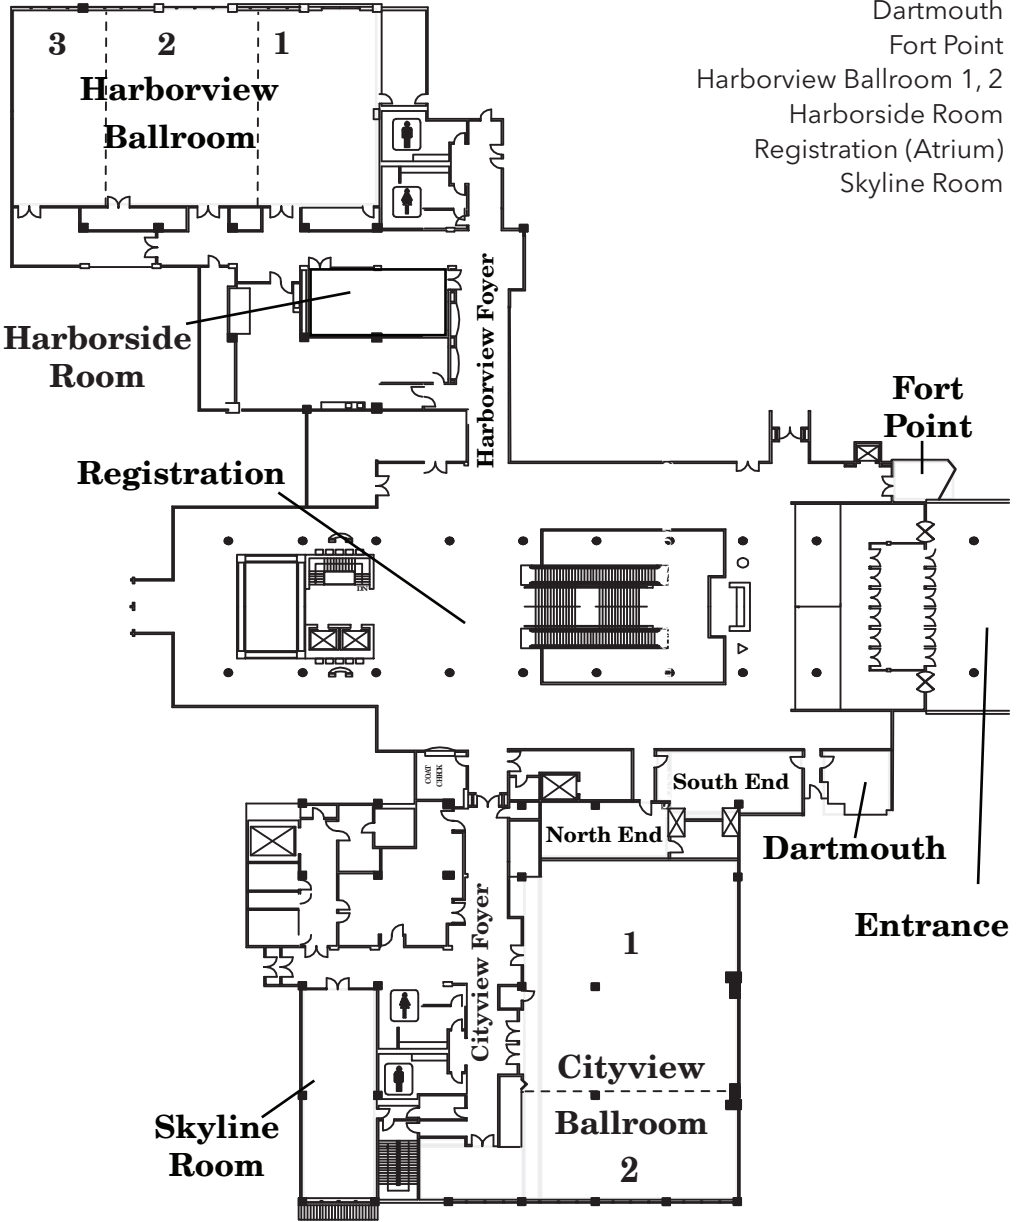 Dartmouth
Fort Point
Harborview Ballroom 1, 2
Harborside Room
Registration (Atrium)
Skyline Room
3 2 1
Harborview
Ballroom
Harborview Foyer
Harborside
Room
Fort
Point
Registration
DN
COAT
CHECK
South End
North End
Dartmouth
Entrance
Cityview Foyer
1
Cityview
Ballroom
2
Skyline
Room